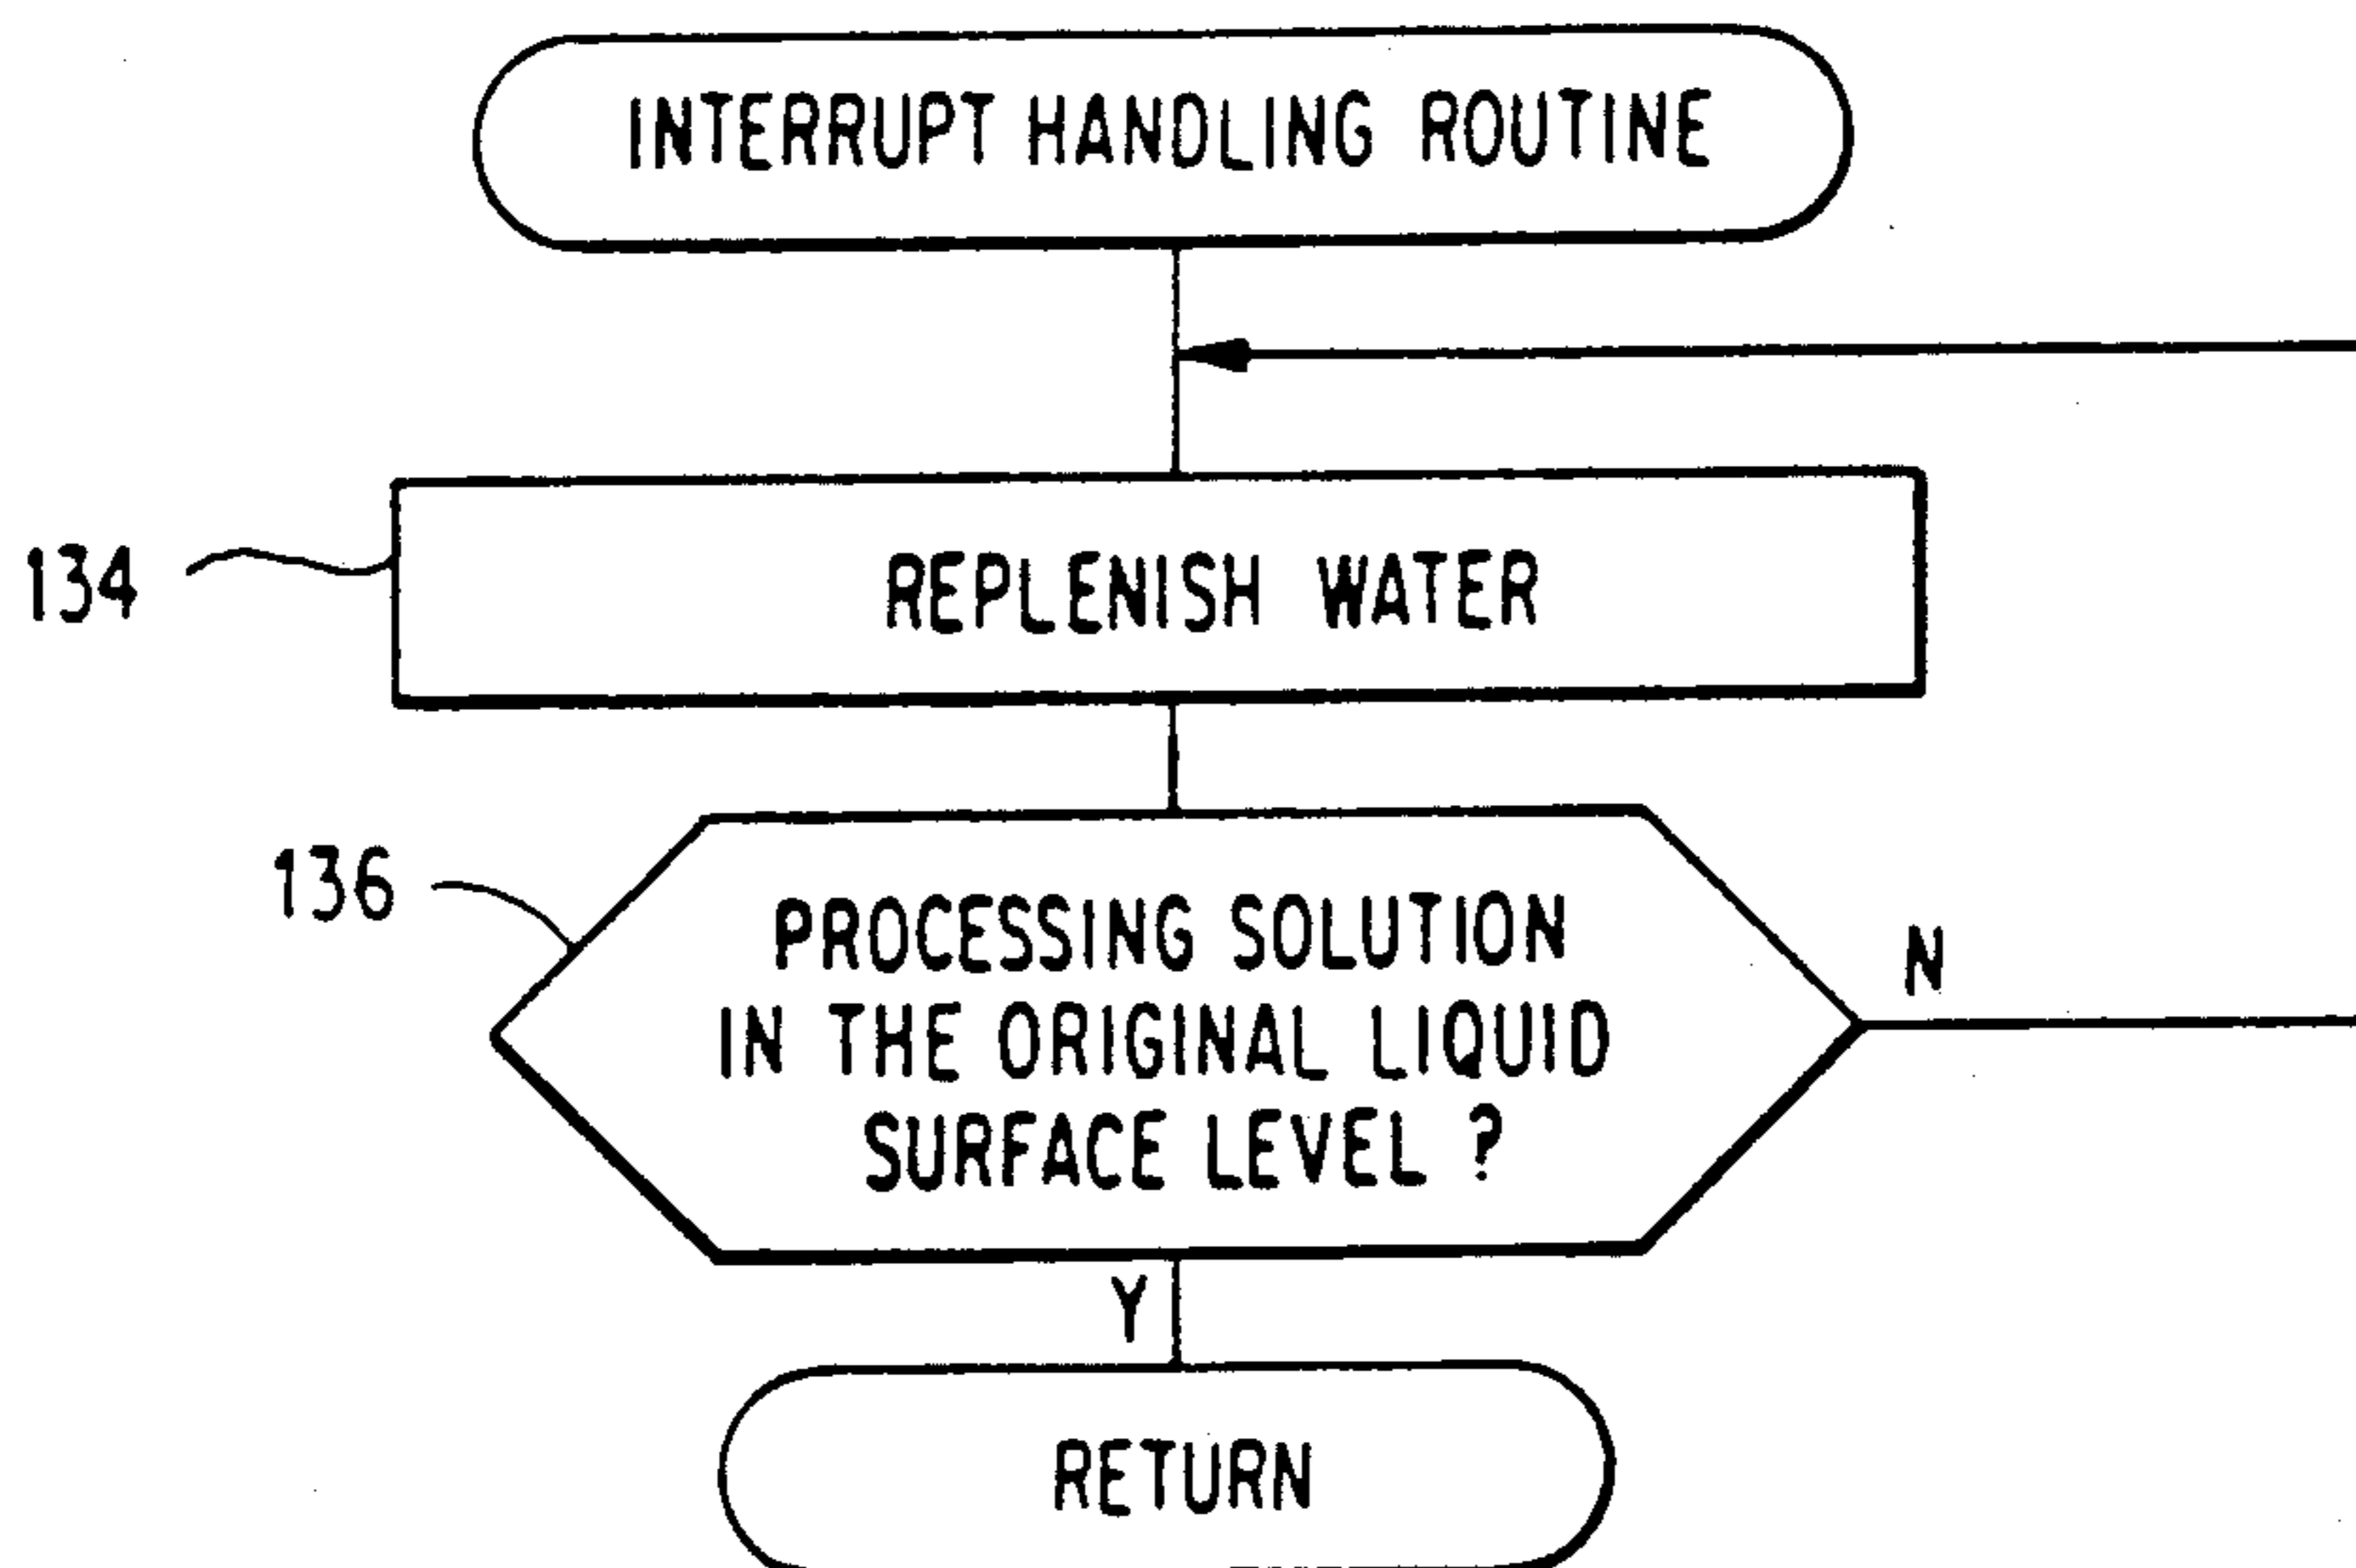 INTERRUPT HANDLING ROUTINE
134
REPLENISH WATER
136
PROCESSING SOLUTION
IN THE ORIGINAL LIQUID
SURFACE LEVEL ?
N
Y
RETURN